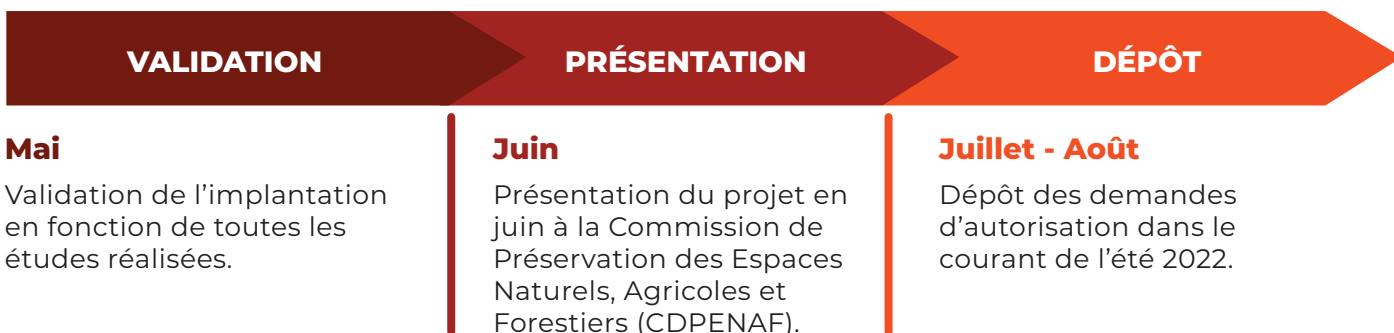 VALIDATION
PRÉSENTATION
DÉPÔT
Mai
Validation de l’implantation
en fonction de toutes les
études réalisées.
Juin
Présentation du projet en
juin à la Commission de
Préservation des Espaces
Naturels, Agricoles et
Forestiers (CDPENAF).
Juillet - Août
Dépôt des demandes
d’autorisation dans le
courant de l’été 2022.